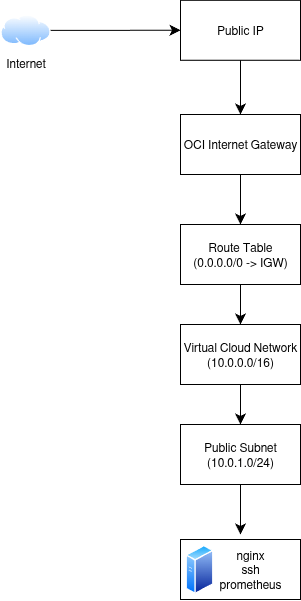 Public IP
Internet
OCI Internet Gateway
Route Table
(0.0.0.0/0 -> IGW)
Virtual Cloud Network
(10.0.0.0/16)
Public Subnet
(10.0.1.0/24)
nginx
ssh
prometheus